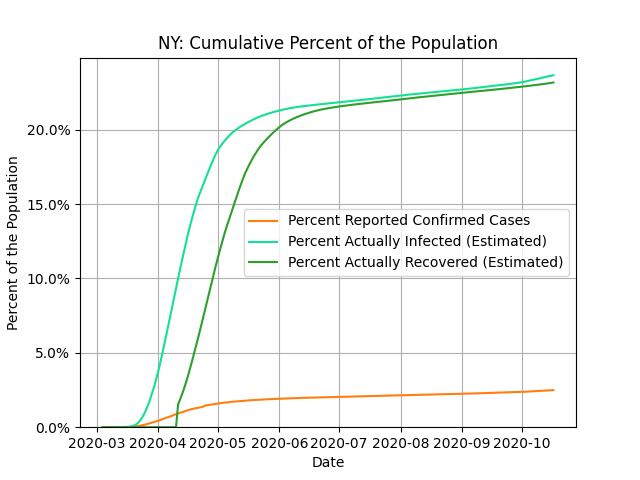 NY: Cumulative Percent of the Population
Percent of the Population
20.0%
15.0%
10.0%
5.0%
0.0%
Percent Reported Confirmed Cases
Percent Actually Infected (Estimated)
Percent Actually Recovered (Estimated)
2020-03 2020-04 2020-05 2020-06 2020-07 2020-08 2020-09 2020-10
Date